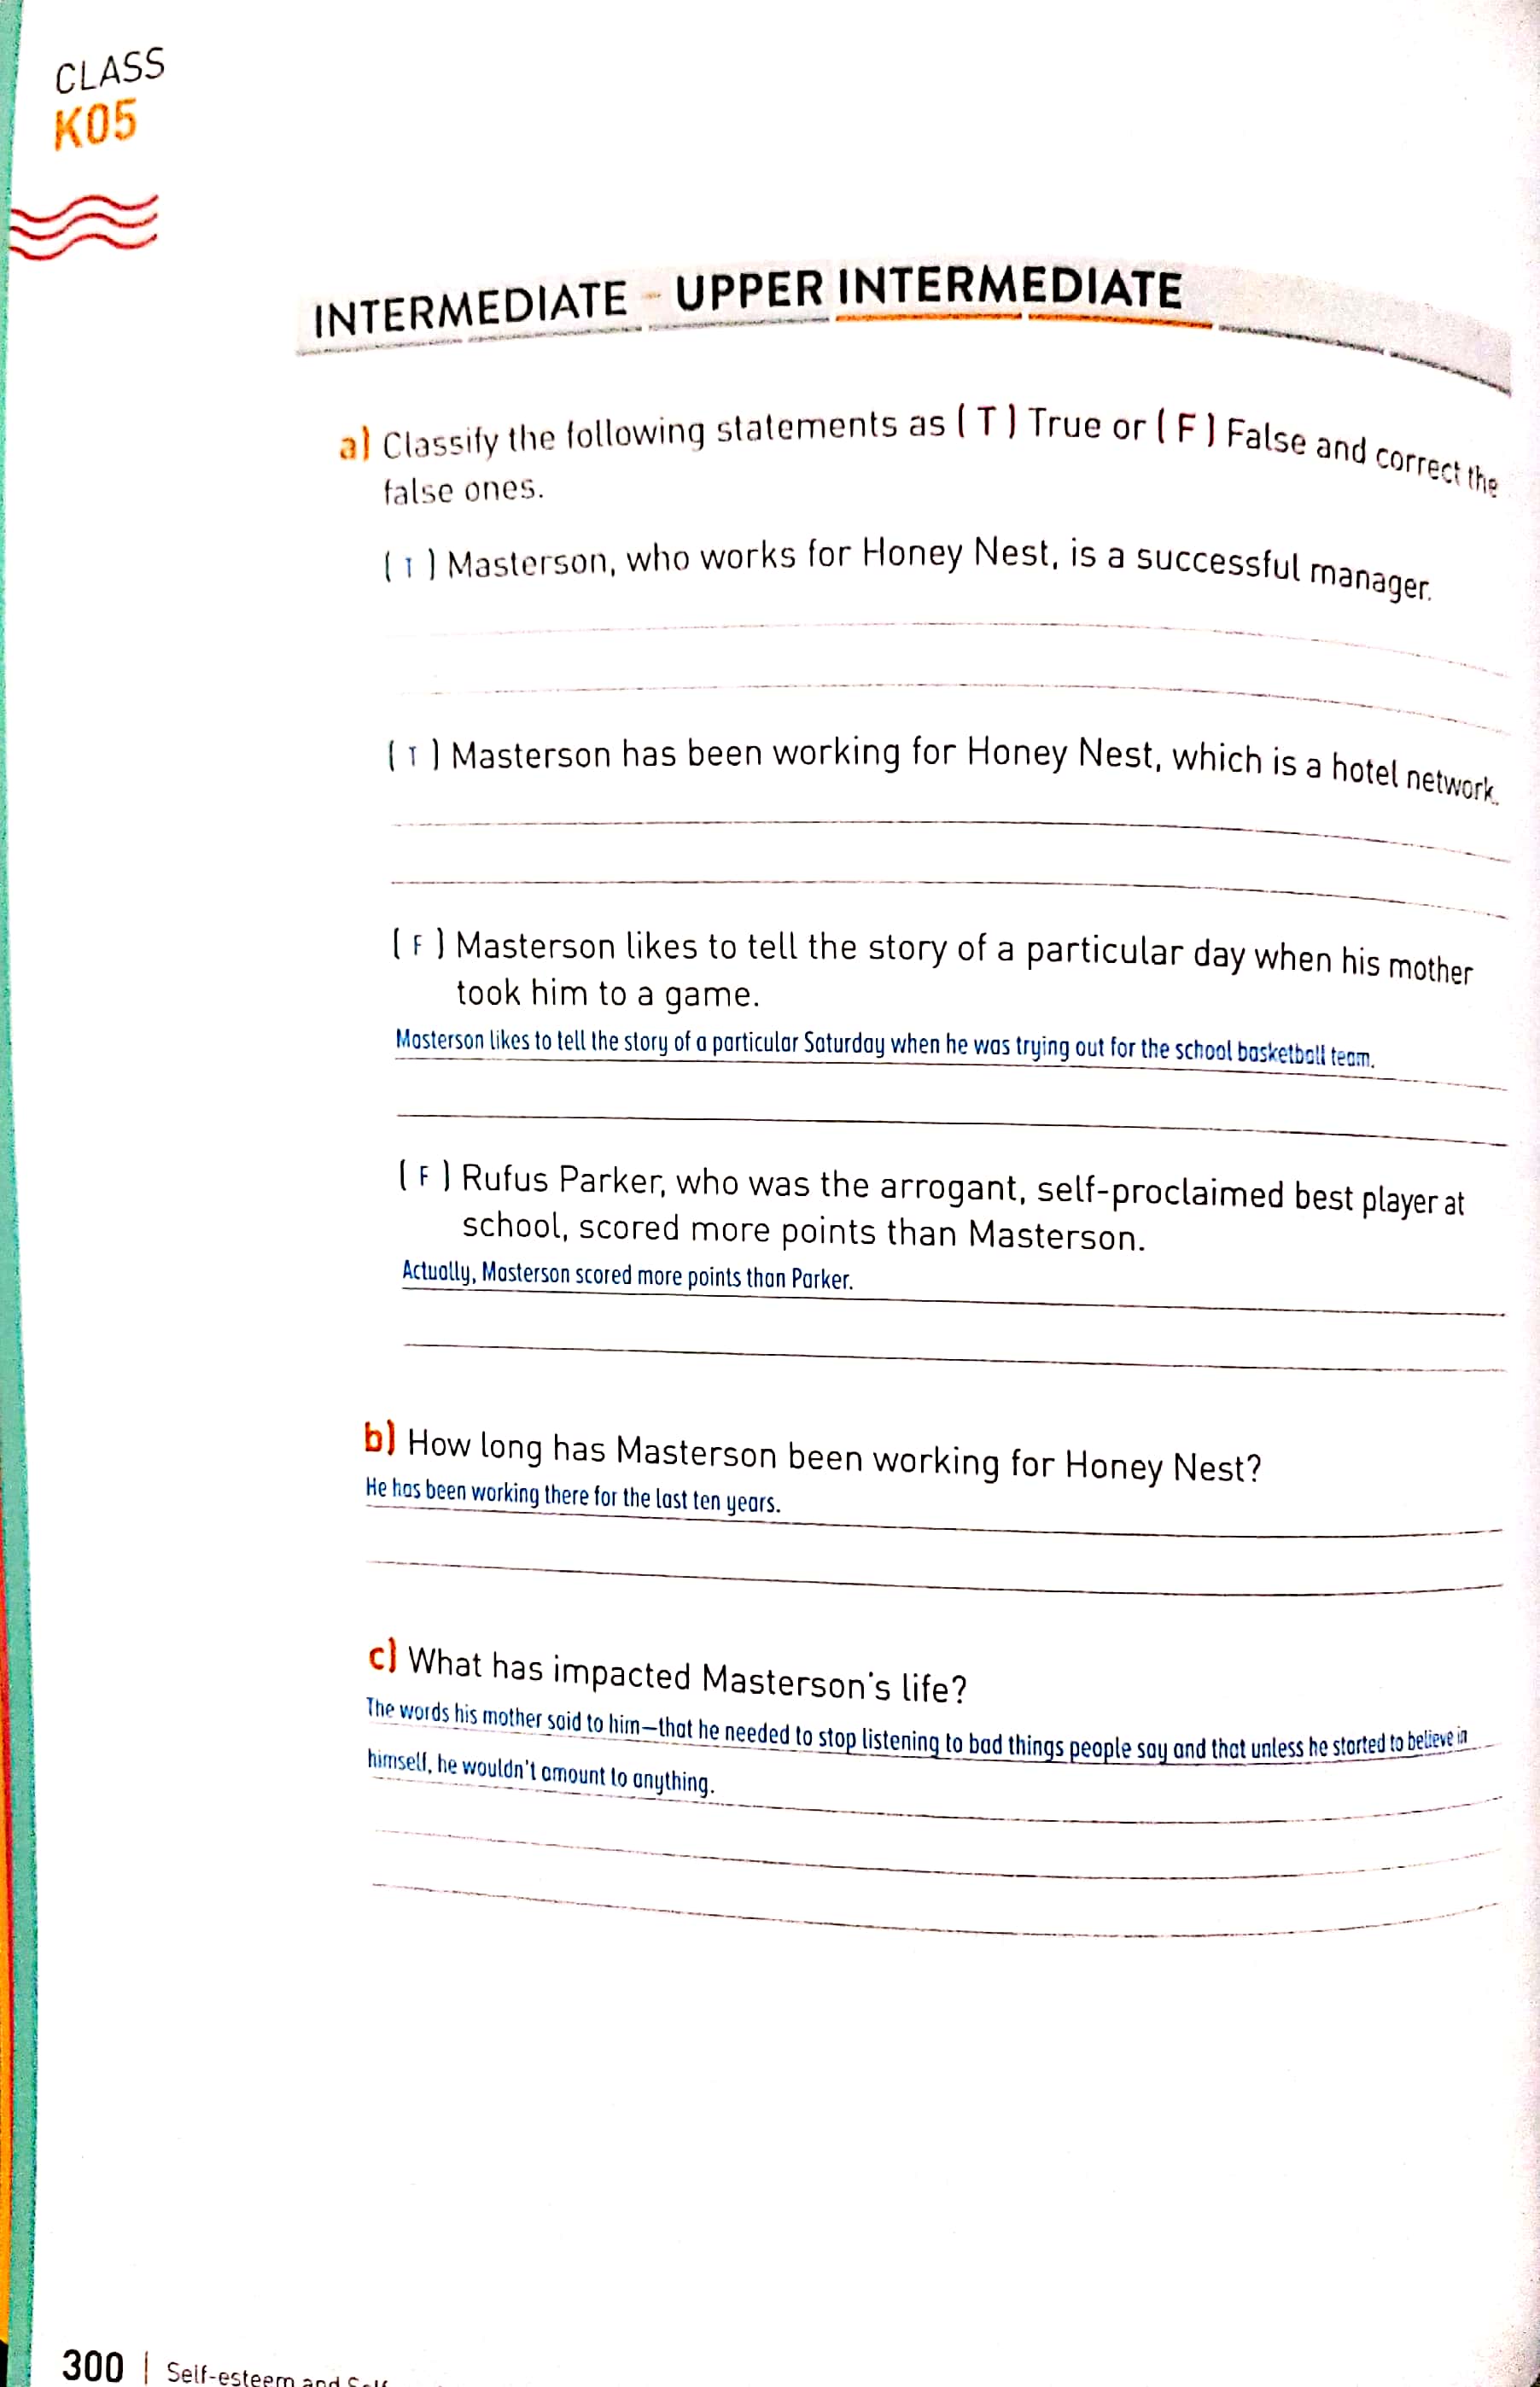 CLASS
K05
INTERMEDIATE - UPPER INTERMEDIATE
a) Classify the following statements as ( T ) True or ( F ) False and correct the
false ones.
( T ) Masterson, who works for Honey Nest, is a successful manager.
( T ) Masterson has been working for Honey Nest, which is a hotel network.
( F ) Masterson likes to tell the story of a particular day when his mother
took him to a game.
Masterson likes to tell the story of a particular Saturday when he was trying out for the school basketball team.
( F ) Rufus Parker, who was the arrogant, self-proclaimed best player at
school, scored more points than Masterson.
Actually, Masterson scored more points than Parker.
b) How long has Masterson been working for Honey Nest?
He has been working there for the last ten years.
c) What has impacted Masterson's life?
The words his mother said to him—that he needed to stop listening to bad things people say and that unless he started to believe in
himself, he wouldn't amount to anything.
300 | Self-esteem and Self